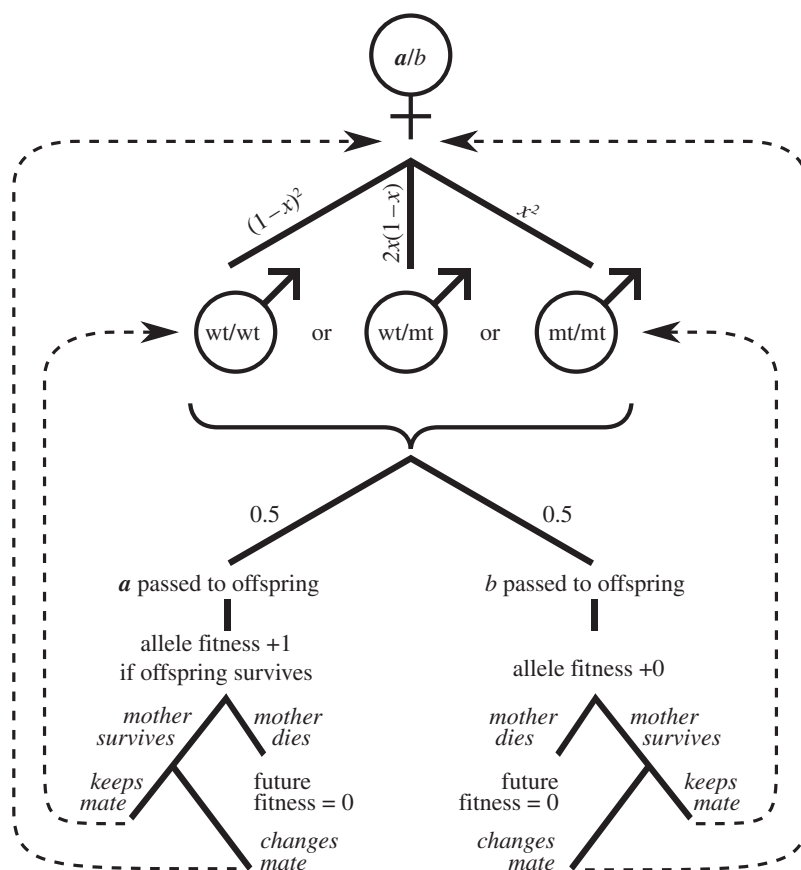 a/b
(1–x)²
2x(1–x)
x²
wt/wt or wt/mt or mt/mt
0.5 0.5
a passed to offspring b passed to offspring
allele fitness +1
if offspring survives
allele fitness +0
mother
survives
mother
dies
mother
dies
mother
survives
keeps
mate
future
fitness = 0
future
fitness = 0
keeps
mate
changes
mate
changes
mate